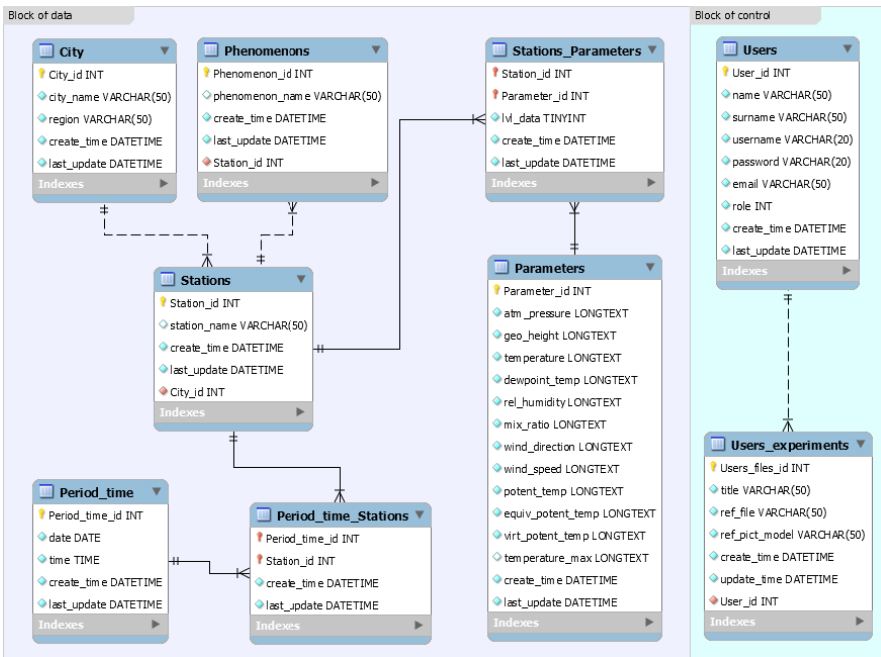 Block of data
City
City_id INT
city_name VARCHAR(50)
region VARCHAR(50)
create_time DATETIME
last_update DATETIME
Indexes
Phenomenons
Phenomenon_id INT
phenomenon_name VARCHAR(50)
create_time DATETIME
last_update DATETIME
Station_id INT
Indexes
Stations_Parameters
Station_id INT
Parameter_id INT
lvl_data TINYINT
create_time DATETIME
last_update DATETIME
Indexes
Stations
Station_id INT
station_name VARCHAR(50)
create_time DATETIME
last_update DATETIME
City_id INT
Indexes
Parameters
Parameter_id INT
atm_pressure LONGTEXT
geo_height LONGTEXT
temperature LONGTEXT
dewpoint_temp LONGTEXT
rel_humidity LONGTEXT
mix_ratio LONGTEXT
wind_direction LONGTEXT
wind_speed LONGTEXT
potent_temp LONGTEXT
equiv_potent_temp LONGTEXT
virt_potent_temp LONGTEXT
temperature_max LONGTEXT
create_time DATETIME
last_update DATETIME
Indexes
Period_time
Period_time_id INT
date DATE
time TIME
create_time DATETIME
last_update DATETIME
Indexes
Period_time_Stations
Period_time_id INT
Station_id INT
create_time DATETIME
last_update DATETIME
Indexes
Block of control
Users
User_id INT
name VARCHAR(50)
surname VARCHAR(50)
username VARCHAR(20)
password VARCHAR(20)
email VARCHAR(50)
role INT
create_time DATETIME
last_update DATETIME
Indexes
Users_experiments
Users_files_id INT
title VARCHAR(50)
ref_file VARCHAR(50)
ref_pict_model VARCHAR(50)
create_time DATETIME
update_time DATETIME
User_id INT
Indexes